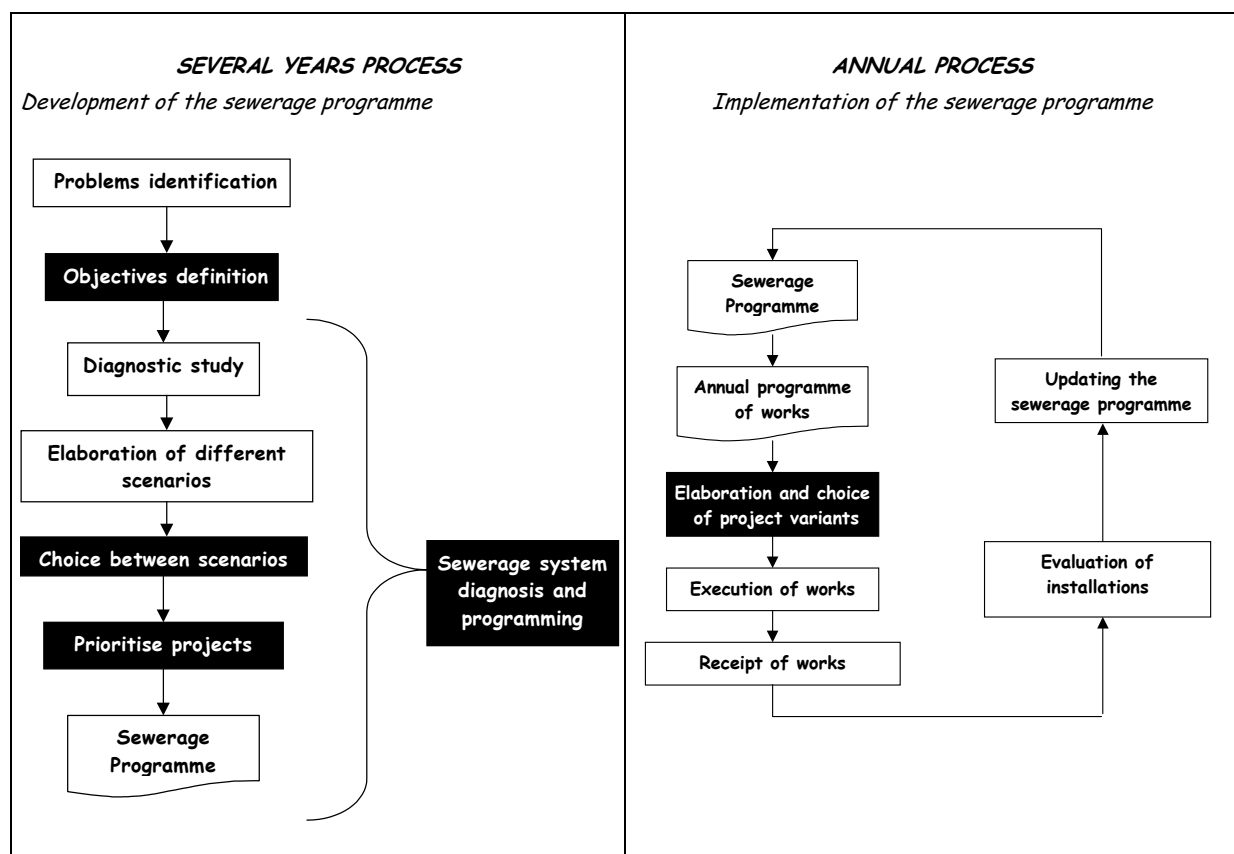 SEVERAL YEARS PROCESS
Development of the sewerage programme
Problems identification
Objectives definition
Diagnostic study
Elaboration of different
scenarios
Choice between scenarios
Prioritise projects
Sewerage
Programme
Sewerage system
diagnosis and
programming
ANNUAL PROCESS
Implementation of the sewerage programme
Sewerage
Programme
Annual programme
of works
Elaboration and choice
of project variants
Execution of works
Receipt of works
Updating the
sewerage programme
Evaluation of
installations